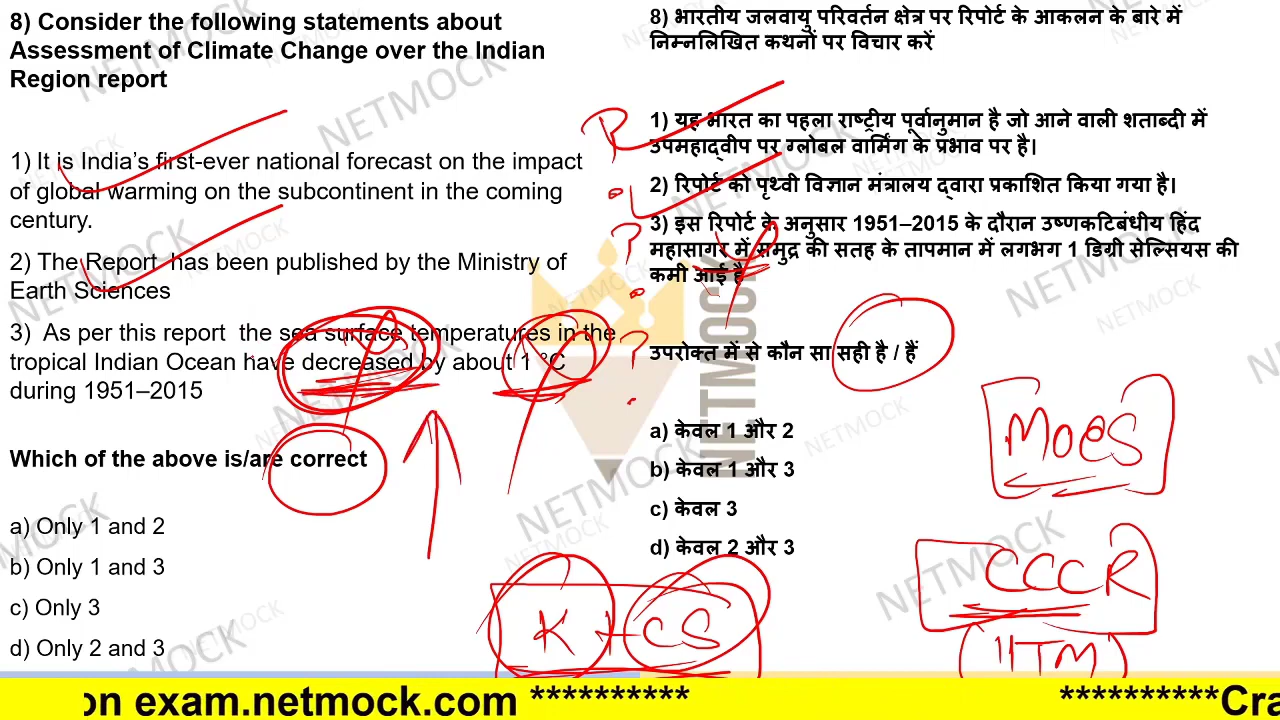 8) Consider the following statements about
Assessment of Climate Change over the Indian
Region report
1) It is India's first-ever national forecast on the impact
of global warming on the subcontinent in the coming
century.
2) The Report has been published by the Ministry of
Earth Sciences
3) As per this report the sea surface temperatures in the
tropical Indian Ocean have decreased by about 1 °C
during 1951–2015
Which of the above is/are correct
a) Only 1 and 2
b) Only 1 and 3
c) Only 3
d) Only 2 and 3
8) भारतीय जलवायु परिवर्तन क्षेत्र पर रिपोर्ट के आकलन के बारे में
निम्नलिखित कथनों पर विचार करें
1) यह भारत का पहला राष्ट्रीय पूर्वानुमान है जो आने वाली शताब्दी में
उपमहाद्वीप पर ग्लोबल वार्मिंग के प्रभाव पर है।
2) रिपोर्ट को पृथ्वी विज्ञान मंत्रालय द्वारा प्रकाशित किया गया है।
3) इस रिपोर्ट के अनुसार 1951–2015 के दौरान उष्णकटिबंधीय हिंद
महासागर में समुद्र की सतह के तापमान में लगभग 1 डिग्री सेल्सियस की
कमी आई है
उपरोक्त में से कौन सा सही है / हैं
a) केवल 1 और 2
b) केवल 1 और 3
c) केवल 3
d) केवल 2 और 3
R
?
?
MoeS
CCCR
IITM
K + CS
NETMOCK
on exam.netmock.com ********** **********Cra